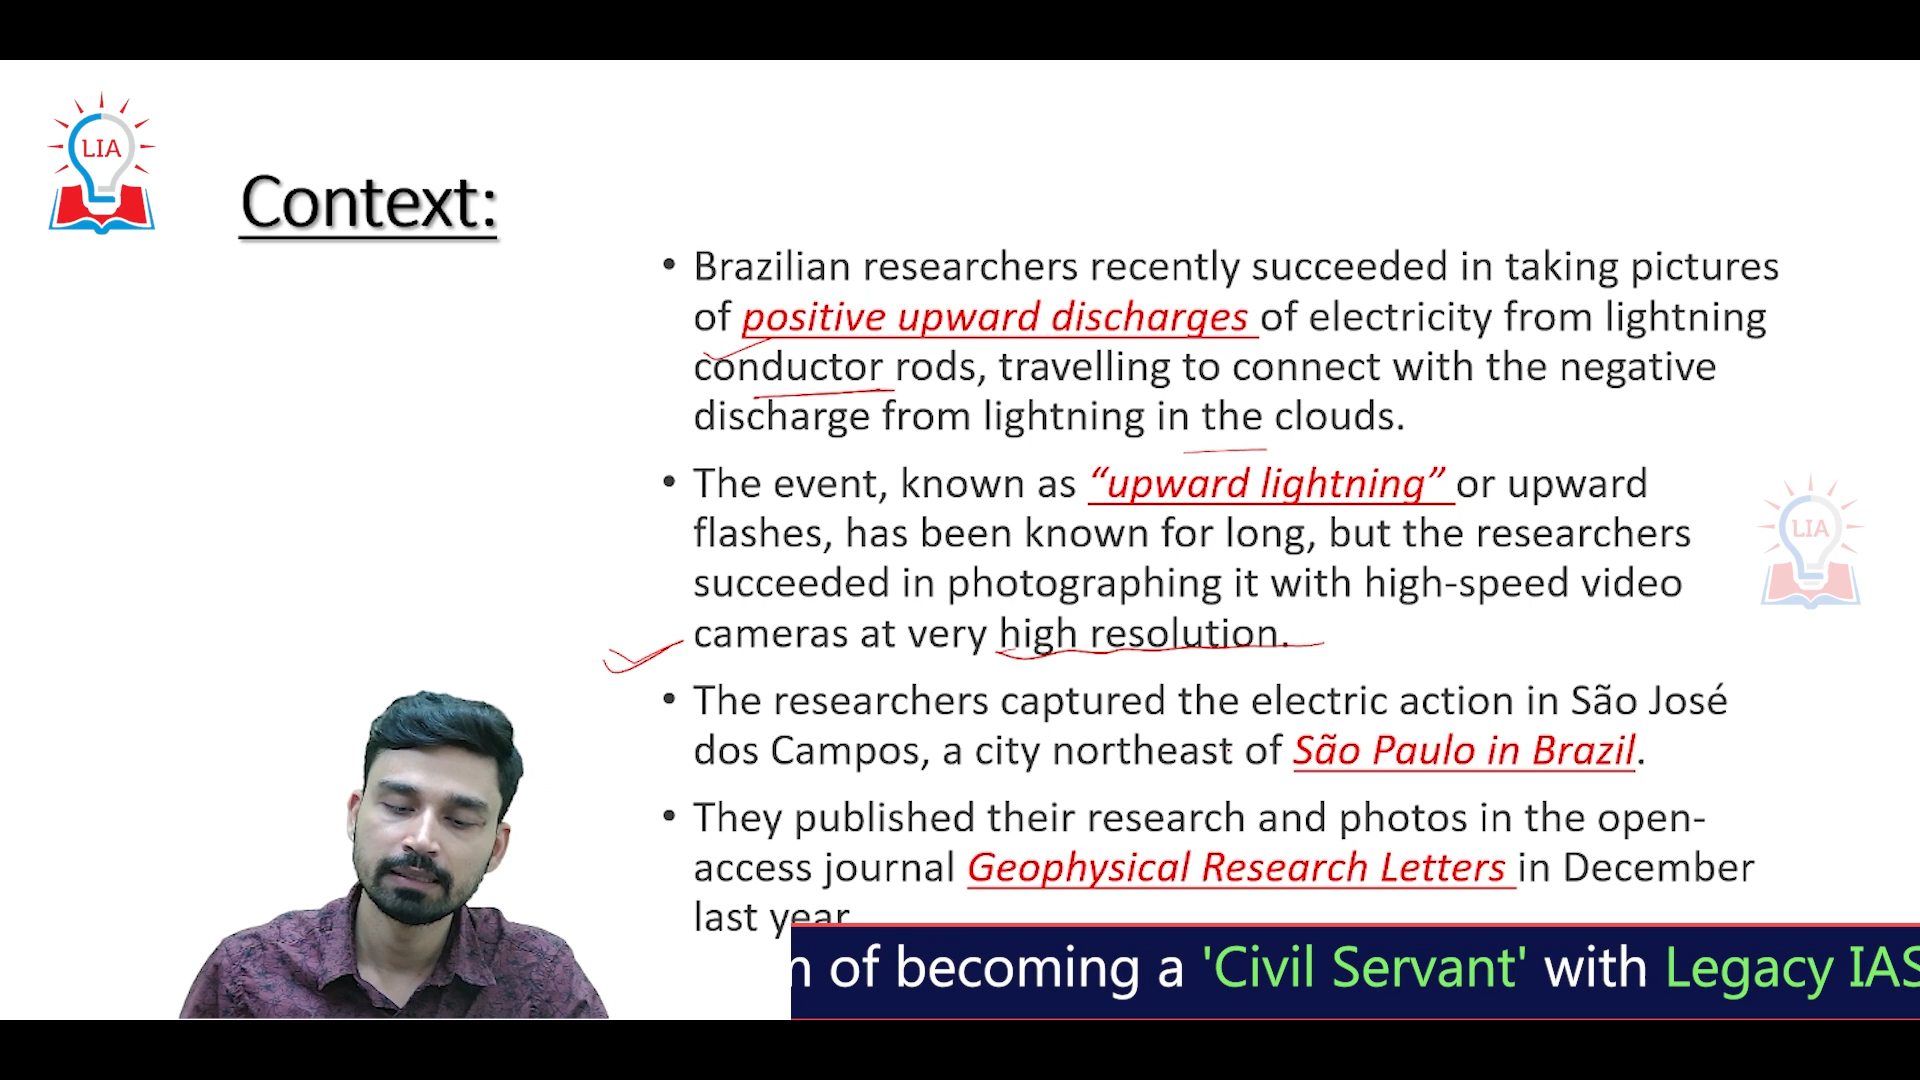 LIA
Context:
• Brazilian researchers recently succeeded in taking pictures
of positive upward discharges of electricity from lightning
conductor rods, travelling to connect with the negative
discharge from lightning in the clouds.
• The event, known as “upward lightning” or upward
flashes, has been known for long, but the researchers
succeeded in photographing it with high-speed video
cameras at very high resolution.
LIA
• The researchers captured the electric action in São José
dos Campos, a city northeast of São Paulo in Brazil.
• They published their research and photos in the open-
access journal Geophysical Research Letters in December
last year
of becoming a 'Civil Servant' with Legacy IAS